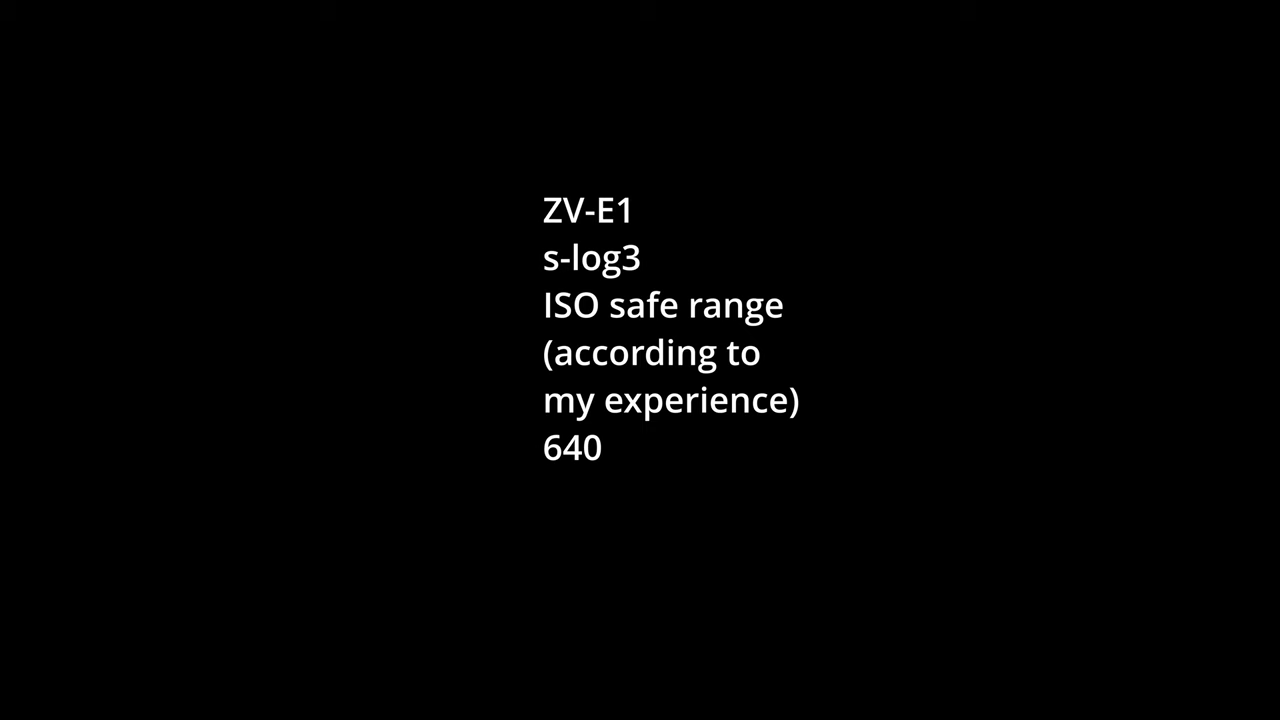 ZV-E1
s-log3
ISO safe range
(according to
my experience)
640